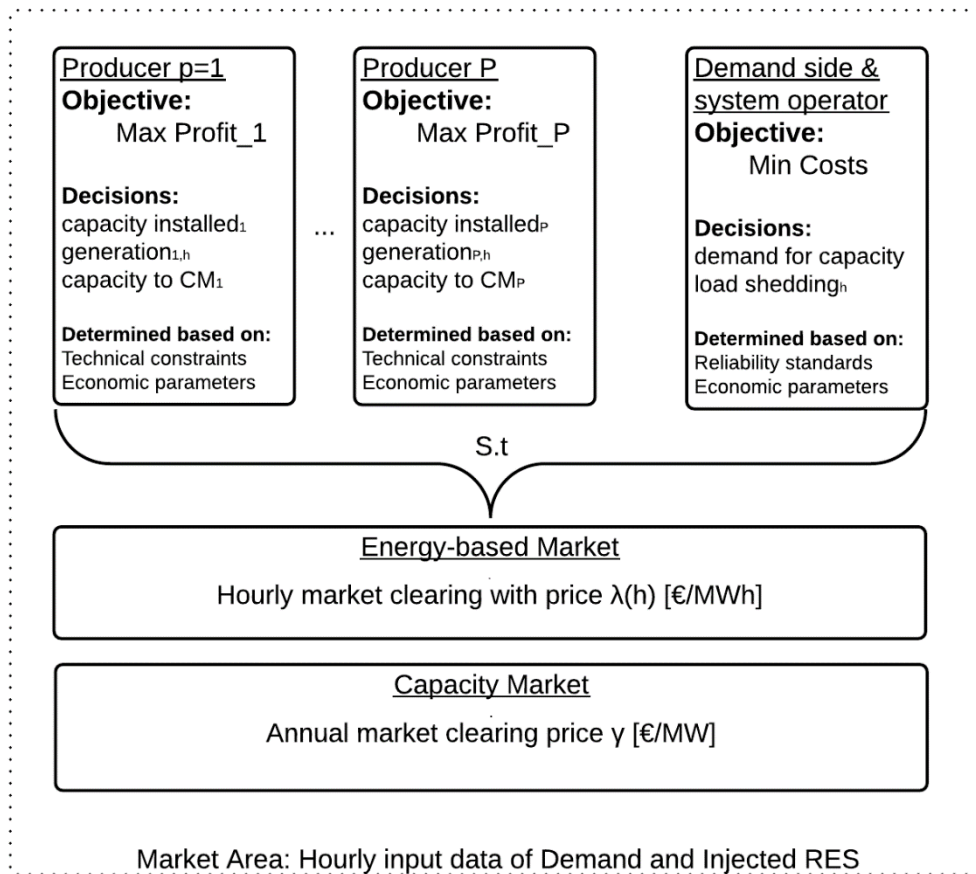 Producer p=1
Objective:
Max Profit_1
Decisions:
capacity installed₁
generation₁,ₕ
capacity to CM₁
Determined based on:
Technical constraints
Economic parameters
...
Producer P
Objective:
Max Profit_P
Decisions:
capacity installedP
generationP,h
capacity to CMP
Determined based on:
Technical constraints
Economic parameters
Demand side &
system operator
Objective:
Min Costs
Decisions:
demand for capacity
load sheddingₕ
Determined based on:
Reliability standards
Economic parameters
S.t
Energy-based Market
Hourly market clearing with price λ(h) [€/MWh]
Capacity Market
Annual market clearing price γ [€/MW]
Market Area: Hourly input data of Demand and Injected RES